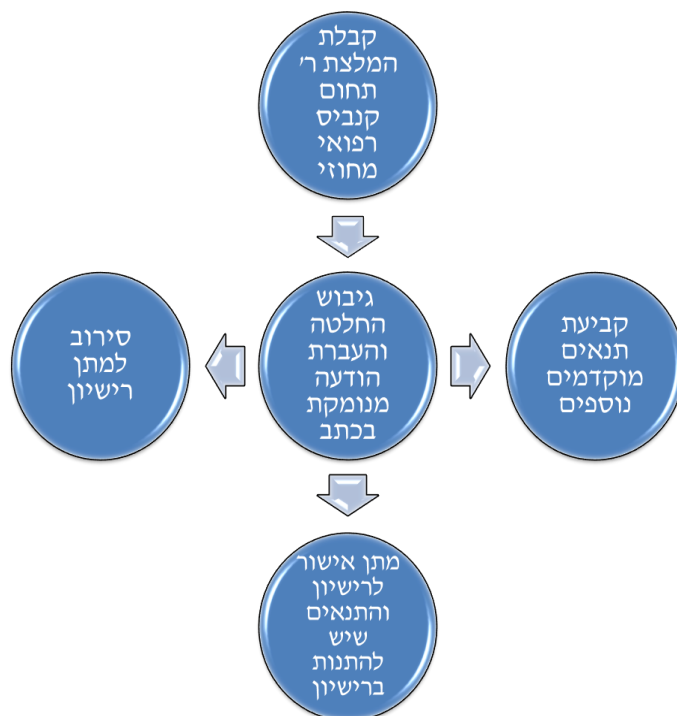 קבלת
המלצת ר'
תחום
קנביס
רפואי
מחוזי
קביעת
תנאים
מוקדמים
נוספים
גיבוש
החלטה
והעברת
הודעה
מנומקת
בכתב
סירוב
למתן
רישיון
מתן אישור
לרישיון
והתנאים
שיש
להתנות
ברישיון